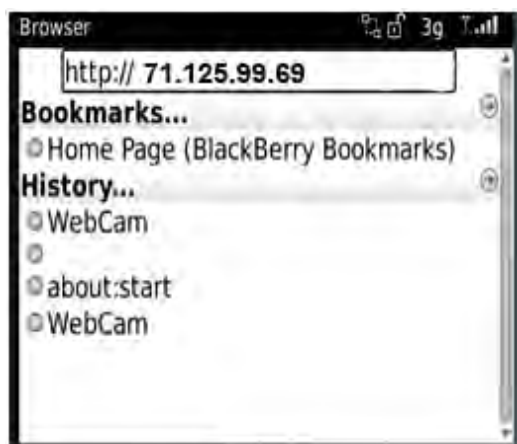 Browser 3g
http:// 71.125.99.69
Bookmarks...
Home Page (BlackBerry Bookmarks)
History...
WebCam
about:start
WebCam